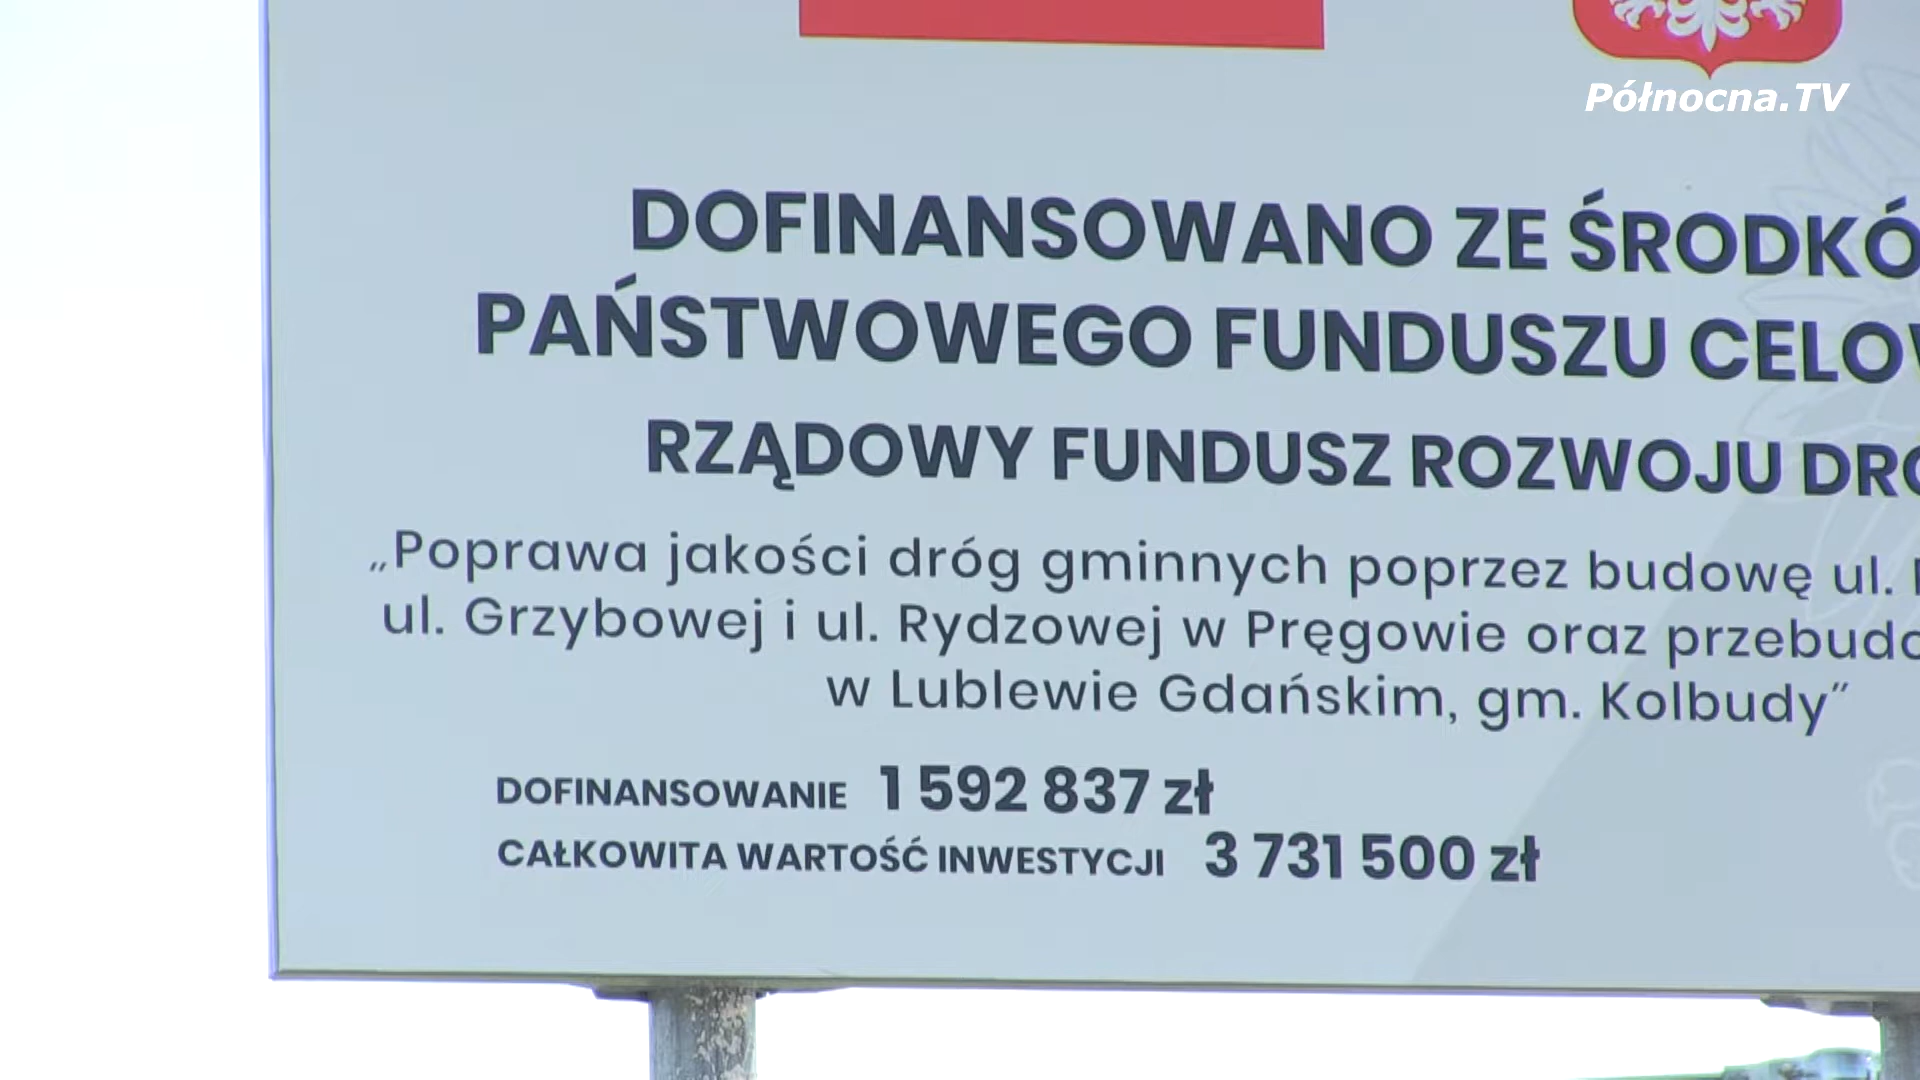 Północna.TV
DOFINANSOWANO ZE ŚRODKÓ
PAŃSTWOWEGO FUNDUSZU CELOW
RZĄDOWY FUNDUSZ ROZWOJU DRÓ
„Poprawa jakości dróg gminnych poprzez budowę ul.
ul. Grzybowej i ul. Rydzowej w Pręgowie oraz przebudo
w Lublewie Gdańskim, gm. Kolbudy”
DOFINANSOWANIE 1 592 837 zł
CAŁKOWITA WARTOŚĆ INWESTYCJI 3 731 500 zł